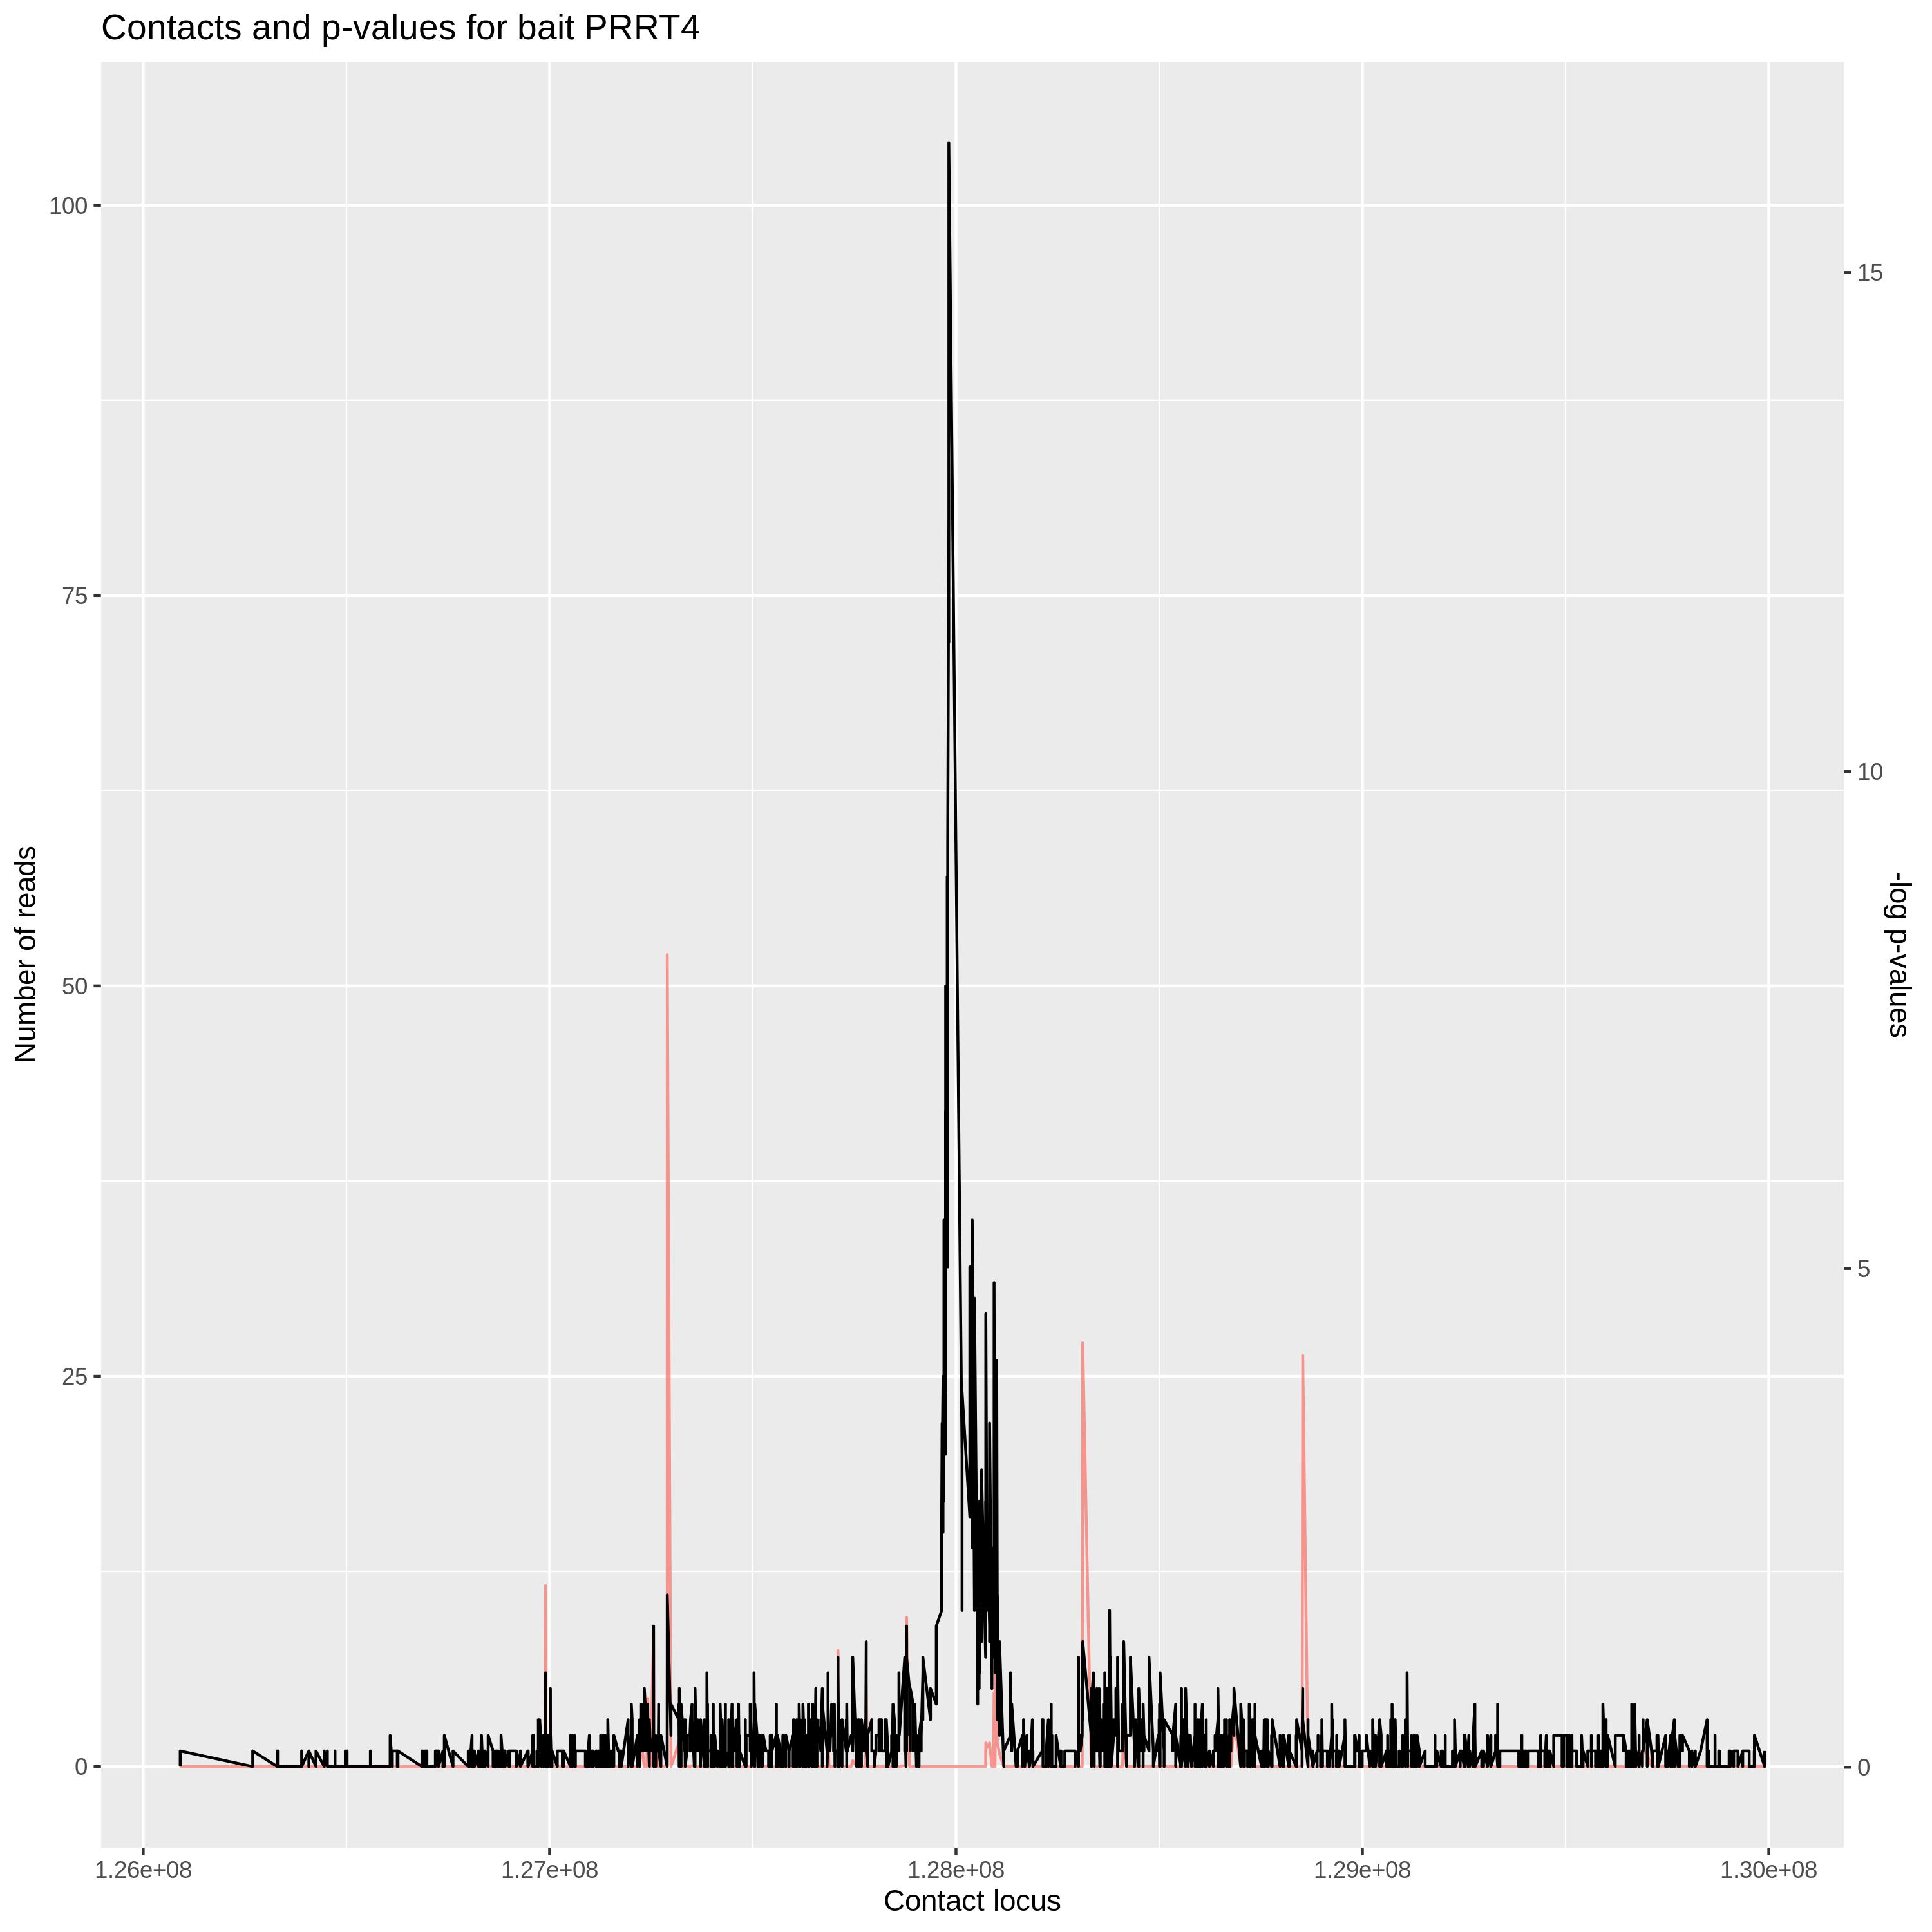 Contacts and p-values for bait PRRT4
100
75
50
25
0
Number of reads
15
10
5
0
-log p-values
1.26e+08 1.27e+08 1.28e+08 1.29e+08 1.30e+08
Contact locus